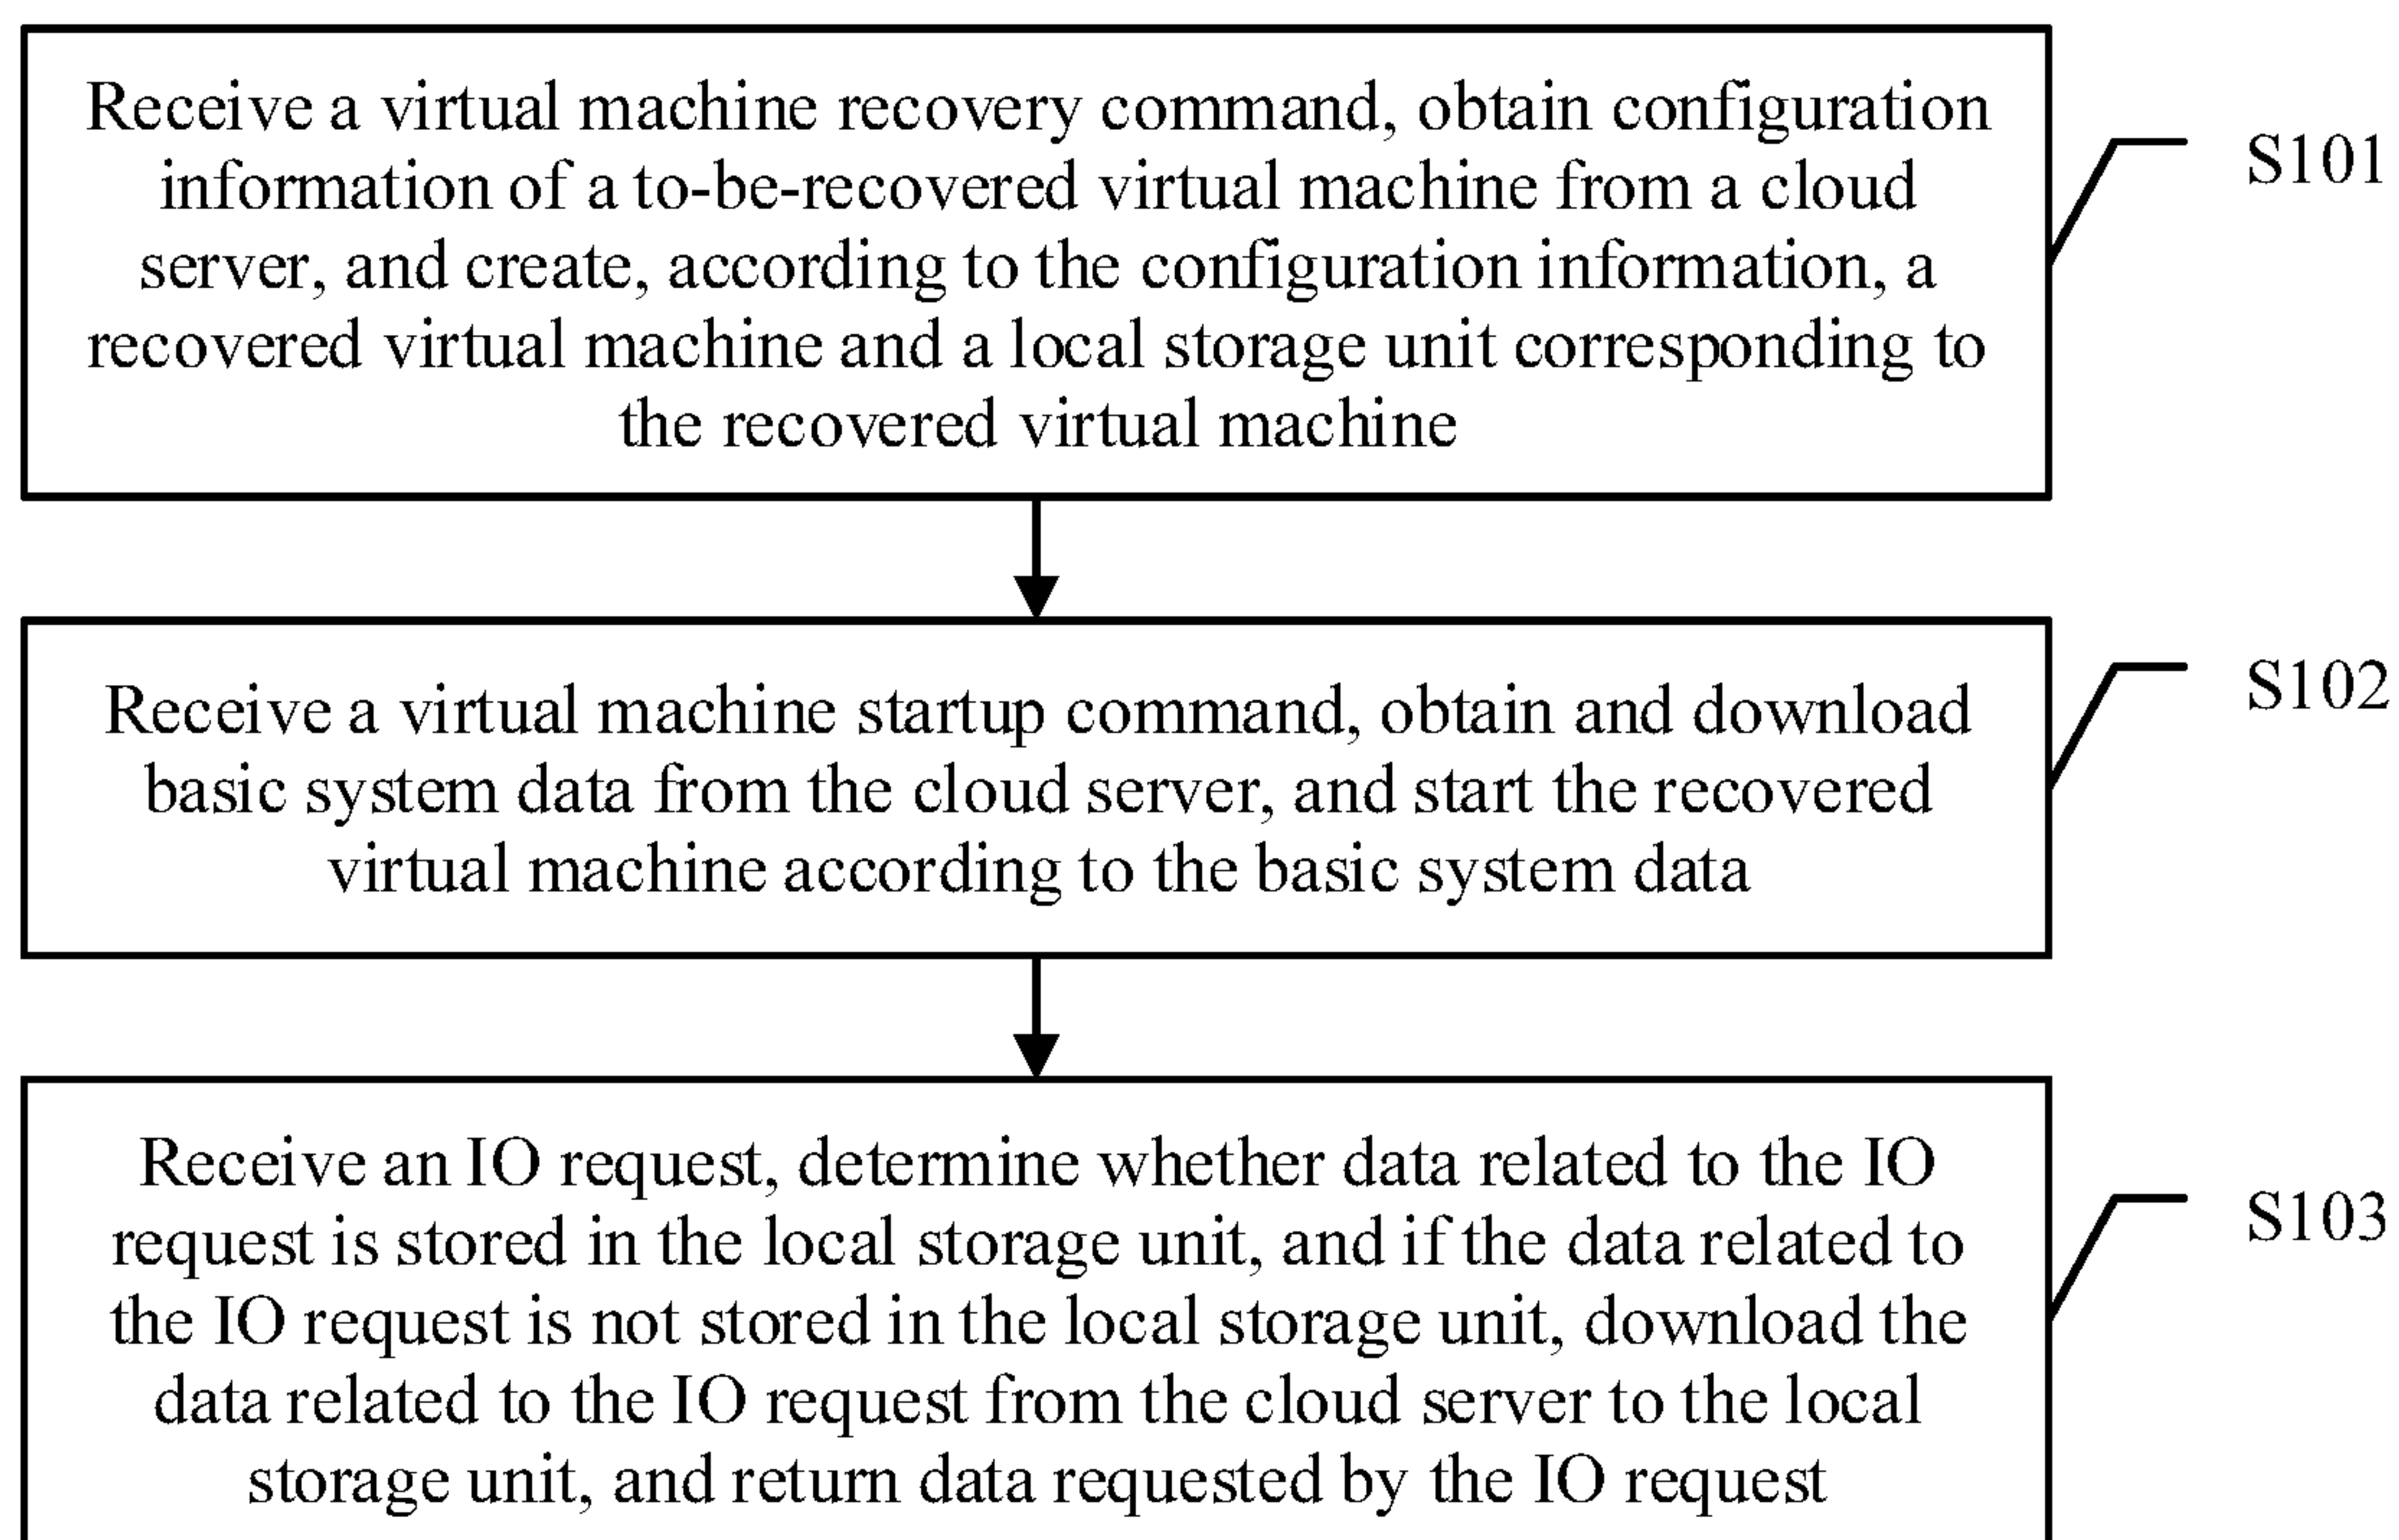 Receive a virtual machine recovery command, obtain configuration
information of a to-be-recovered virtual machine from a cloud
server, and create, according to the configuration information, a
recovered virtual machine and a local storage unit corresponding to
the recovered virtual machine
S101
Receive a virtual machine startup command, obtain and download
basic system data from the cloud server, and start the recovered
virtual machine according to the basic system data
S102
Receive an IO request, determine whether data related to the IO
request is stored in the local storage unit, and if the data related to
the IO request is not stored in the local storage unit, download the
data related to the IO request from the cloud server to the local
storage unit, and return data requested by the IO request
S103